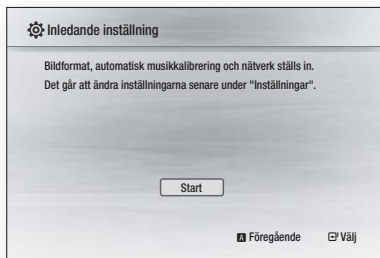 Inledande inställning
Bildformat, automatisk musikkalibrering och nätverk ställs in.
Det går att ändra inställningarna senare under "Inställningar".
Start
A Föregående Välj